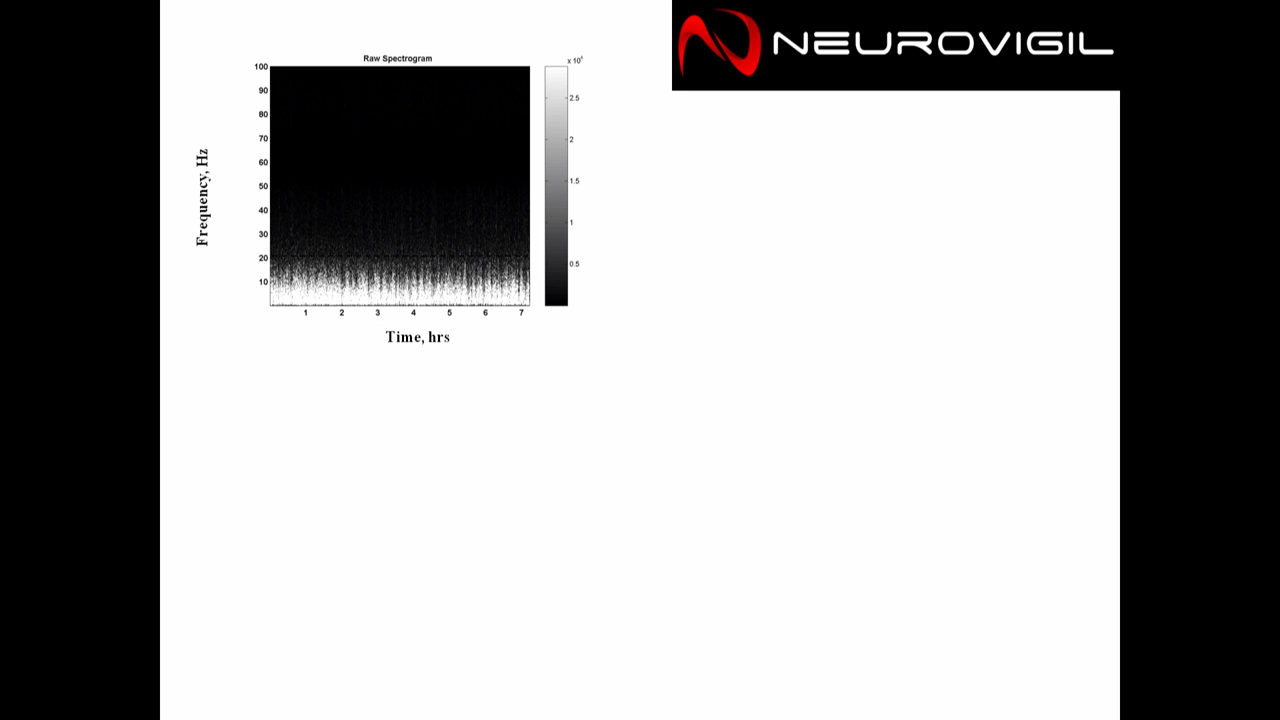 NEUROVIGIL
Raw Spectrogram
x 10
100
90
80
70
60
50
40
30
20
10
Frequency, Hz
1 2 3 4 5 6 7
Time, hrs
2.5
2
1.5
1
0.5